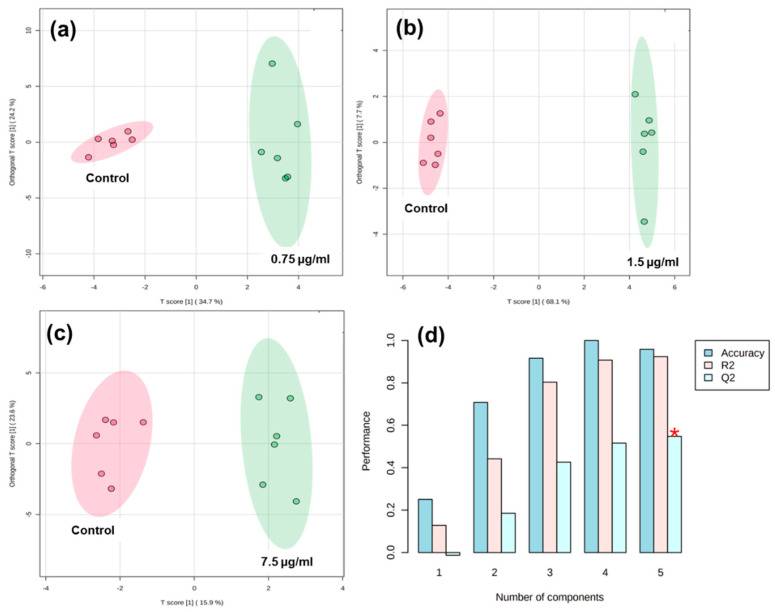 (a)
10
5
0
-5
-10
Orthogonal T score [1] ( 24.2 %)
Control
0.75 µg/ml
-6 -4 -2 0 2 4
T score [1] ( 34.7 %)
(b)
4
2
0
-2
-4
Orthogonal T score [1] ( 7.7 %)
Control
1.5 µg/ml
-6 -4 -2 0 2 4 6
T score [1] ( 68.1 %)
(c)
5
0
-5
Orthogonal T score [1] ( 23.6 %)
Control
7.5 µg/ml
-4 -2 0 2 4
T score [1] ( 15.9 %)
(d)
1.0
0.8
0.6
0.4
0.2
0.0
Performance
*
1 2 3 4 5
Number of components
Accuracy
R2
Q2